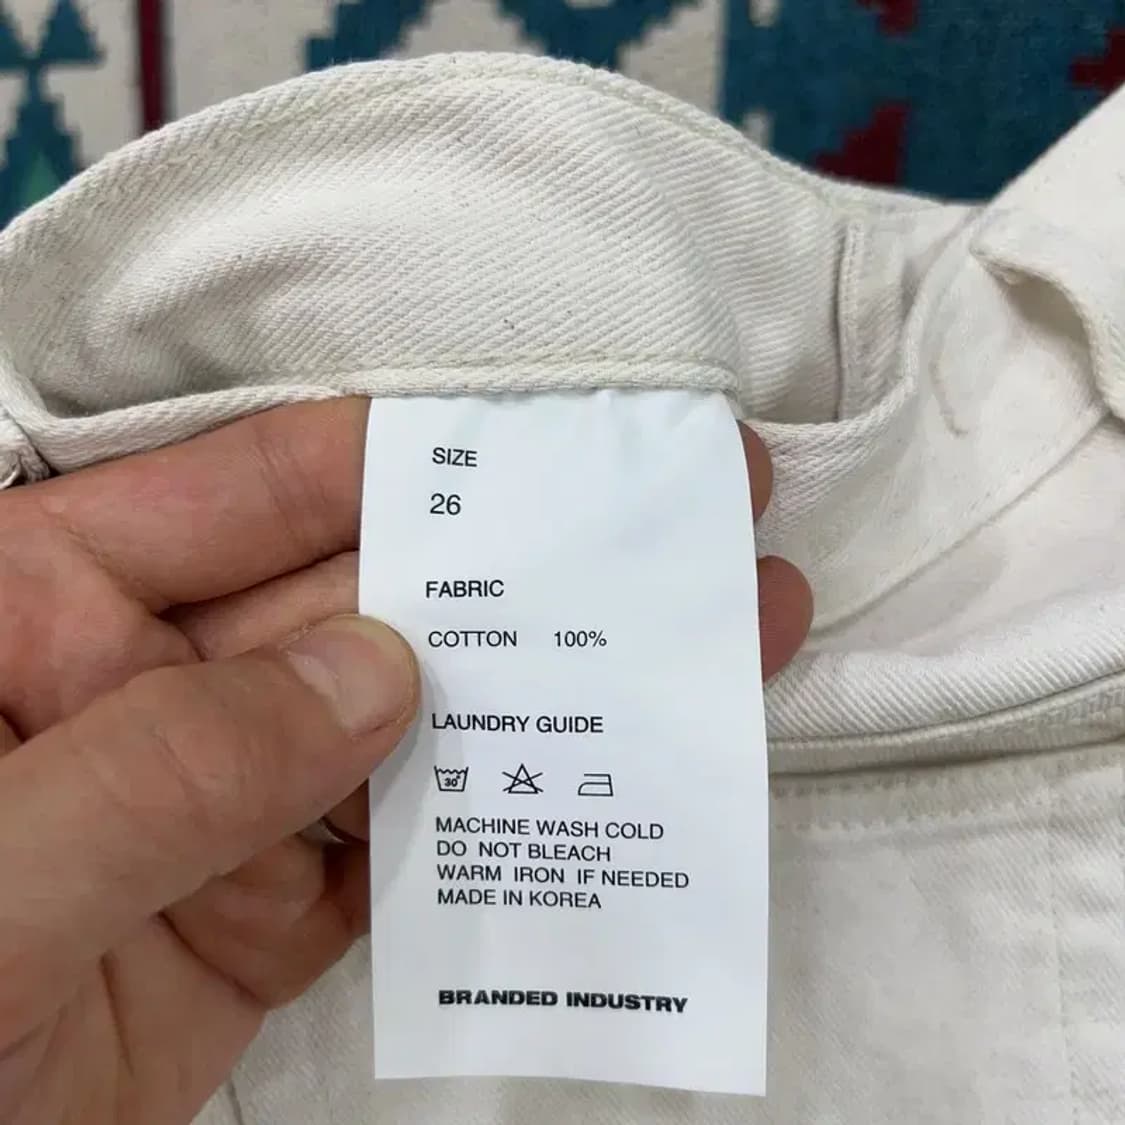 SIZE
26
FABRIC
COTTON 100%
LAUNDRY GUIDE
30
MACHINE WASH COLD
DO NOT BLEACH
WARM IRON IF NEEDED
MADE IN KOREA
BRANDED INDUSTRY